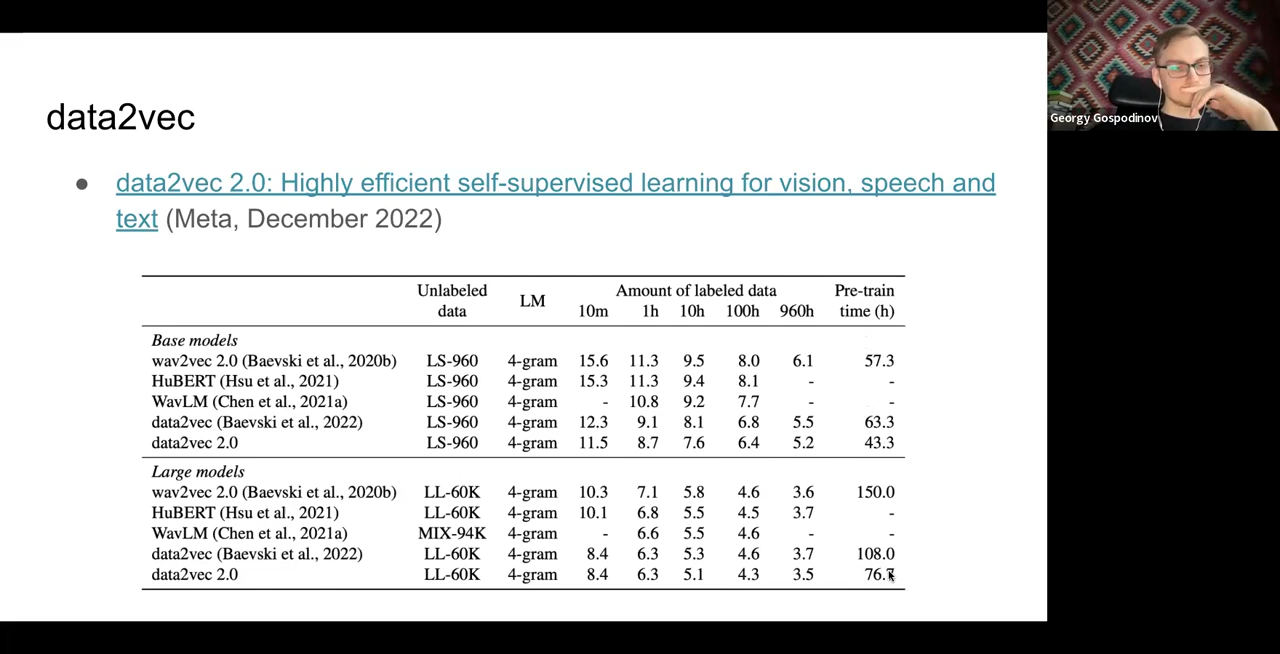 data2vec
● data2vec 2.0: Highly efficient self-supervised learning for vision, speech and
text (Meta, December 2022)
Georgy Gospodinov
Unlabeled data LM Amount of labeled data Pre-train time (h)
10m 1h 10h 100h 960h
Base models
wav2vec 2.0 (Baevski et al., 2020b) LS-960 4-gram 15.6 11.3 9.5 8.0 6.1 57.3
HuBERT (Hsu et al., 2021) LS-960 4-gram 15.3 11.3 9.4 8.1 - -
WavLM (Chen et al., 2021a) LS-960 4-gram - 10.8 9.2 7.7 - -
data2vec (Baevski et al., 2022) LS-960 4-gram 12.3 9.1 8.1 6.8 5.5 63.3
data2vec 2.0 LS-960 4-gram 11.5 8.7 7.6 6.4 5.2 43.3
Large models
wav2vec 2.0 (Baevski et al., 2020b) LL-60K 4-gram 10.3 7.1 5.8 4.6 3.6 150.0
HuBERT (Hsu et al., 2021) LL-60K 4-gram 10.1 6.8 5.5 4.5 3.7 -
WavLM (Chen et al., 2021a) MIX-94K 4-gram - 6.6 5.5 4.6 - -
data2vec (Baevski et al., 2022) LL-60K 4-gram 8.4 6.3 5.3 4.6 3.7 108.0
data2vec 2.0 LL-60K 4-gram 8.4 6.3 5.1 4.3 3.5 76.7